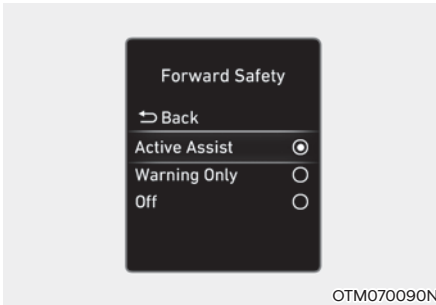 Forward Safety
Back
Active Assist
Warning Only
Off
OTM070090N